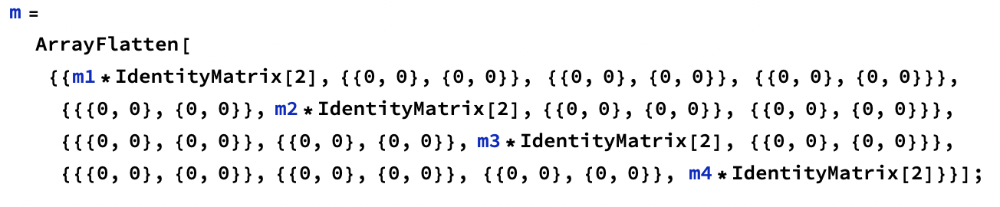 m =
ArrayFlatten[
{{m1 * IdentityMatrix[2], {{0, 0}, {0, 0}}, {{0, 0}, {0, 0}}, {{0, 0}, {0, 0}}},
{{{0, 0}, {0, 0}}, m2 * IdentityMatrix[2], {{0, 0}, {0, 0}}, {{0, 0}, {0, 0}}},
{{{0, 0}, {0, 0}}, {{0, 0}, {0, 0}}, m3 * IdentityMatrix[2], {{0, 0}, {0, 0}}},
{{{0, 0}, {0, 0}}, {{0, 0}, {0, 0}}, {{0, 0}, {0, 0}}, m4 * IdentityMatrix[2]}}];